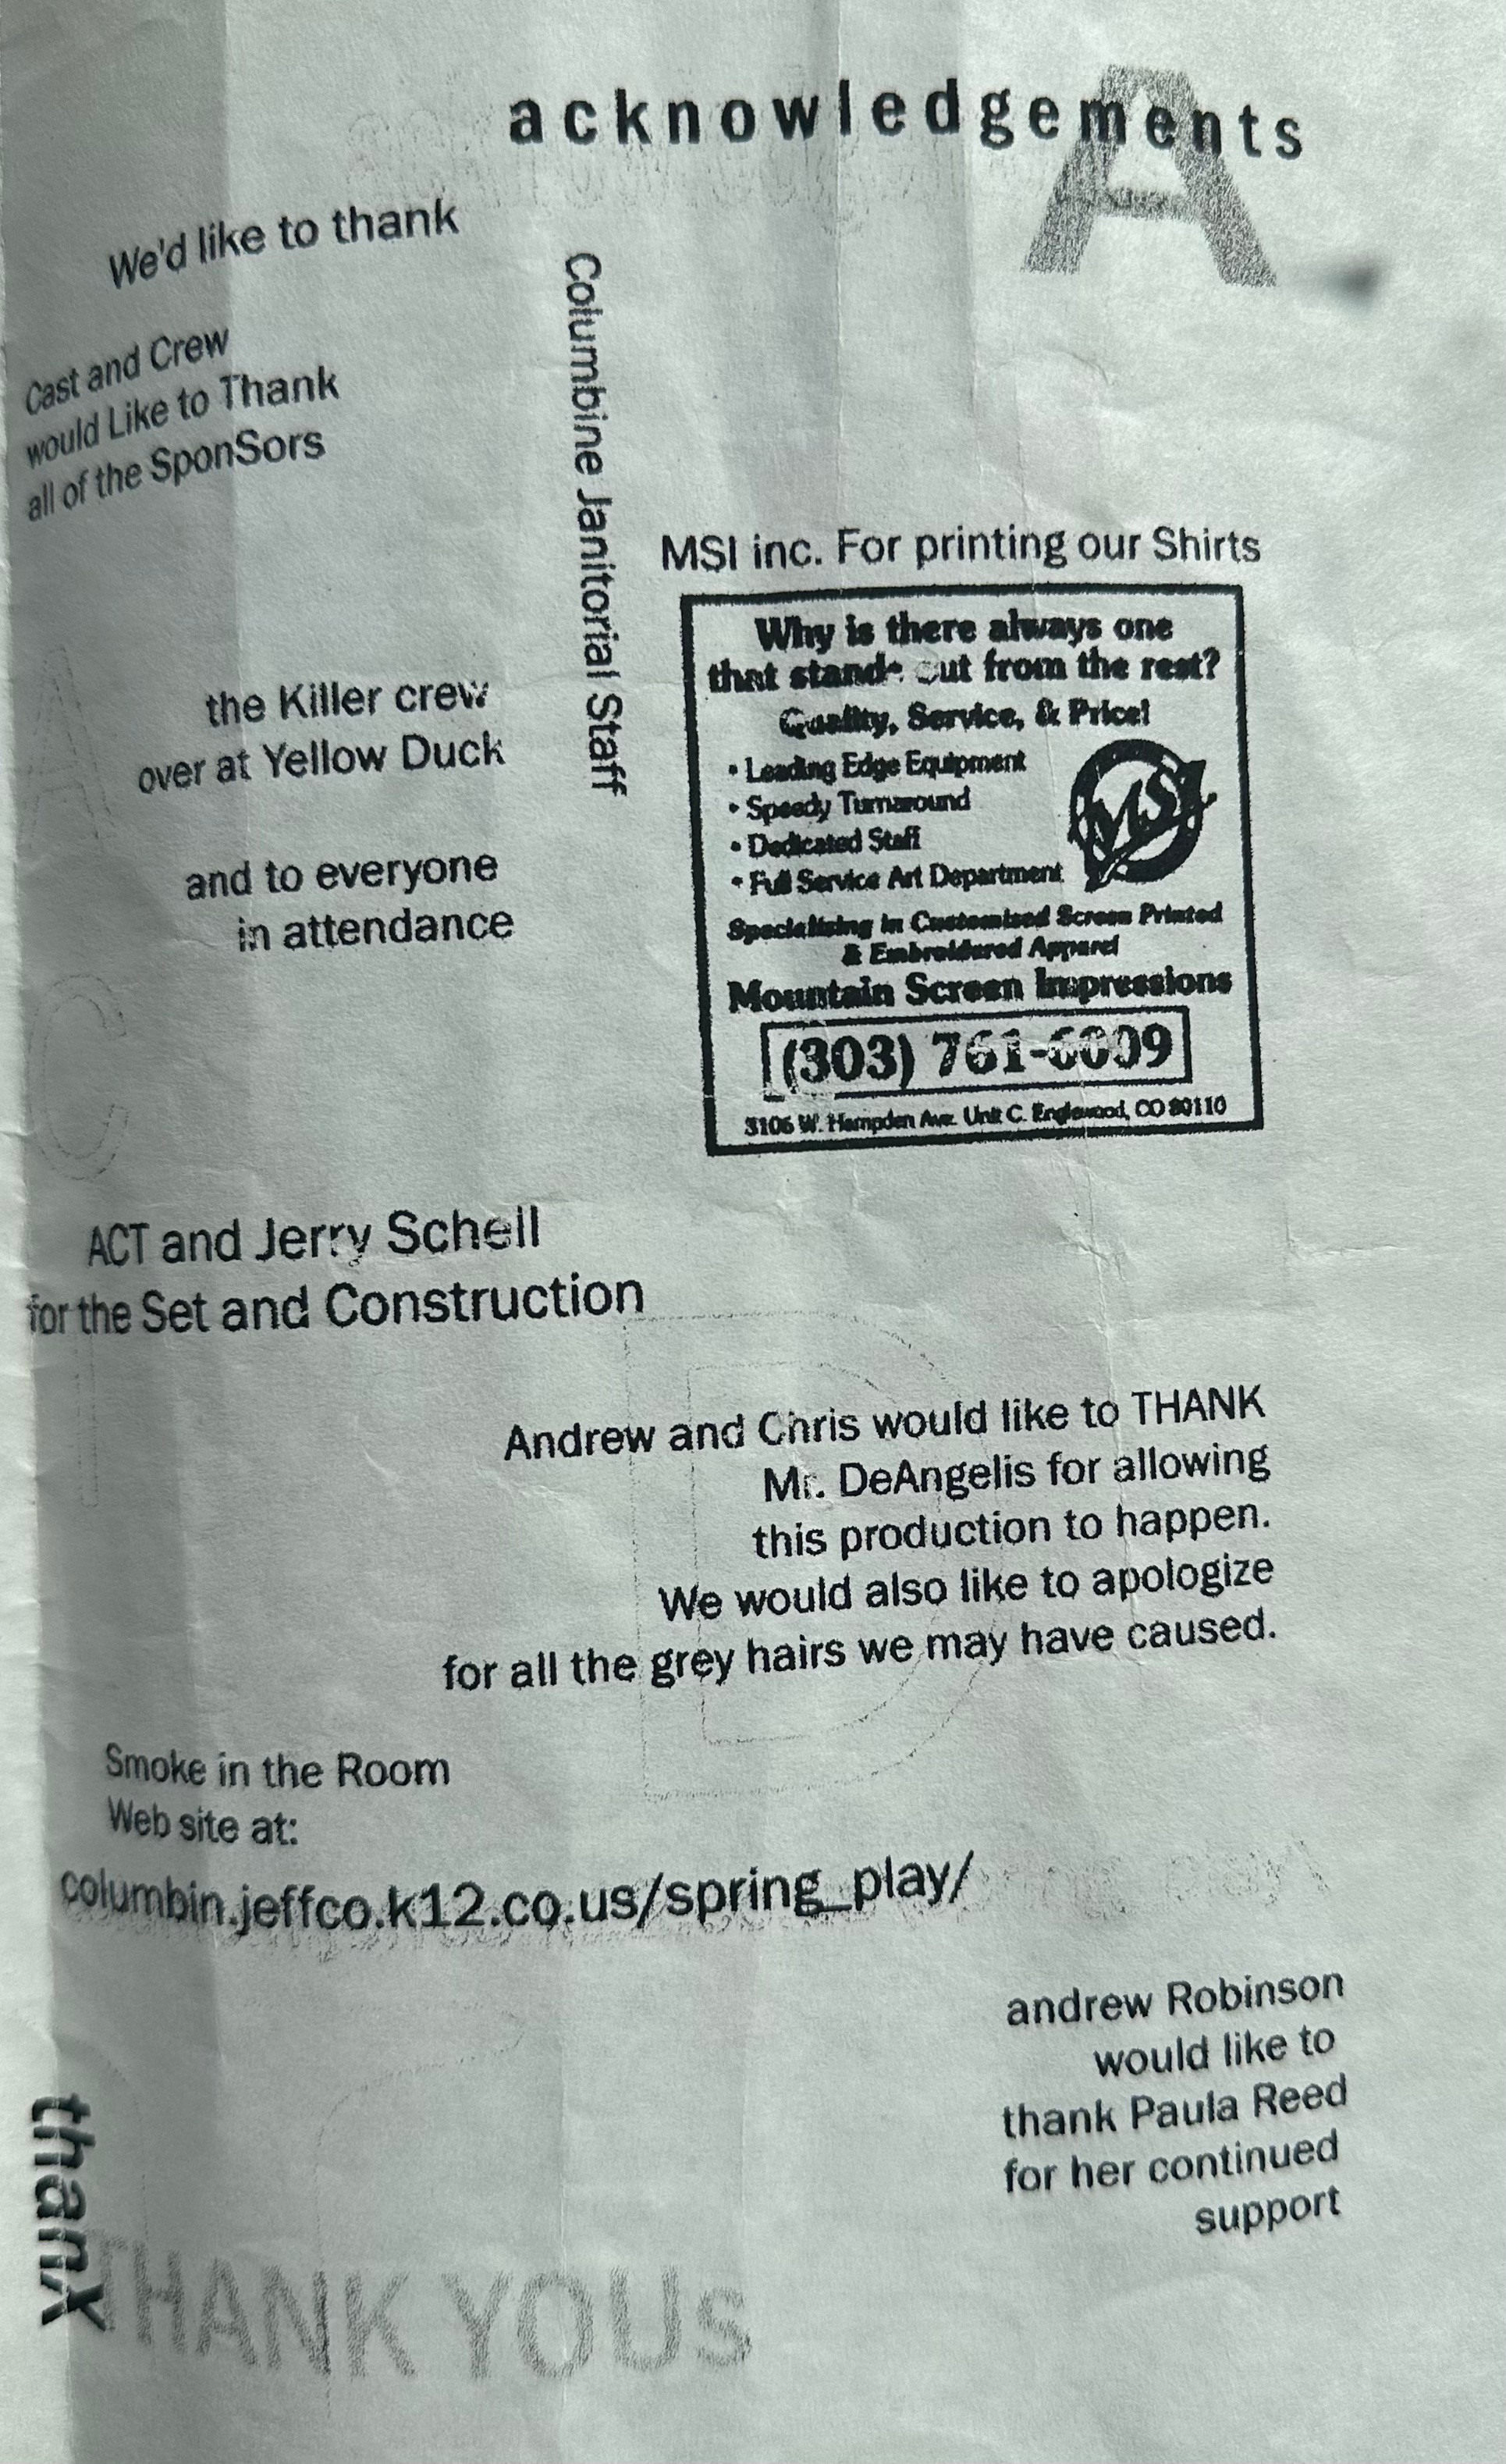 acknowledgements
A
We'd like to thank
Cast and Crew
would Like to Thank
all of the SponSors
Columbine Janitorial Staff
MSI inc. For printing our Shirts
Why is there always one
that stands out from the rest?
Quality, Service, & Price!
• Leading Edge Equipment
• Speedy Turnaround
• Dedicated Staff
• Full Service Art Department
MSI
Specializing in Customized Screen Printed
& Embroidered Apparel
Mountain Screen Impressions
(303) 761-6009
3106 W. Hampden Ave. Unit C. Englewood, CO 80110
the Killer crew
over at Yellow Duck
and to everyone
in attendance
ACT and Jerry Schell
for the Set and Construction
Andrew and Chris would like to THANK
Mr. DeAngelis for allowing
this production to happen.
We would also like to apologize
for all the grey hairs we may have caused.
Smoke in the Room
Web site at:
columbin.jeffco.k12.co.us/spring_play/
andrew Robinson
would like to
thank Paula Reed
for her continued
support
thanx
THANK YOUs